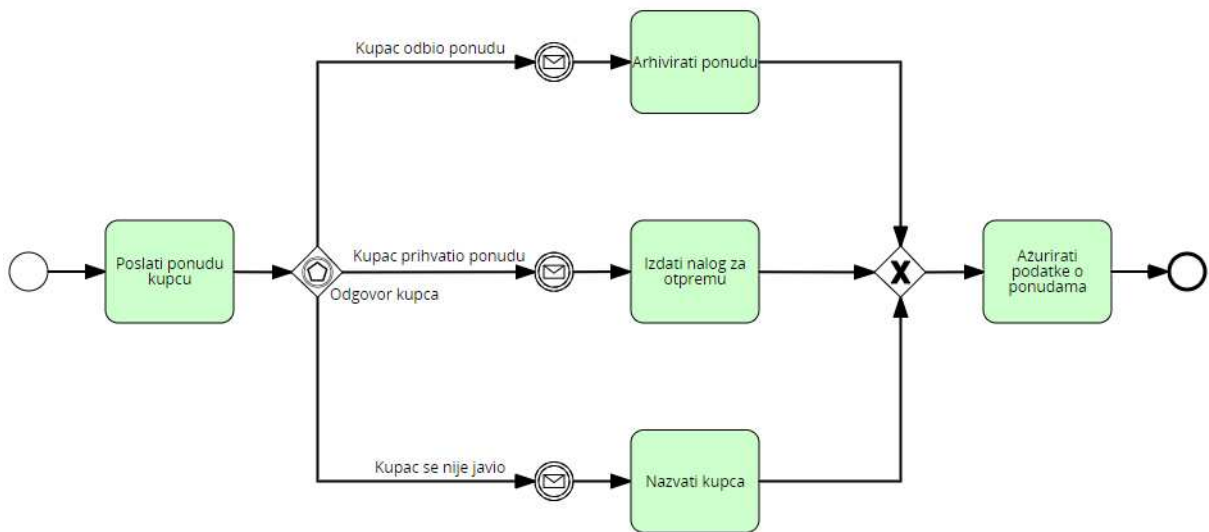 Kupac odbio ponudu
Arhivirati ponudu
Poslati ponudu
kupcu
Odgovor kupca
Kupac prihvatio ponudu
Izdati nalog za
otpremu
Ažurirati
podatke o
ponudama
Kupac se nije javio
Nazvati kupca